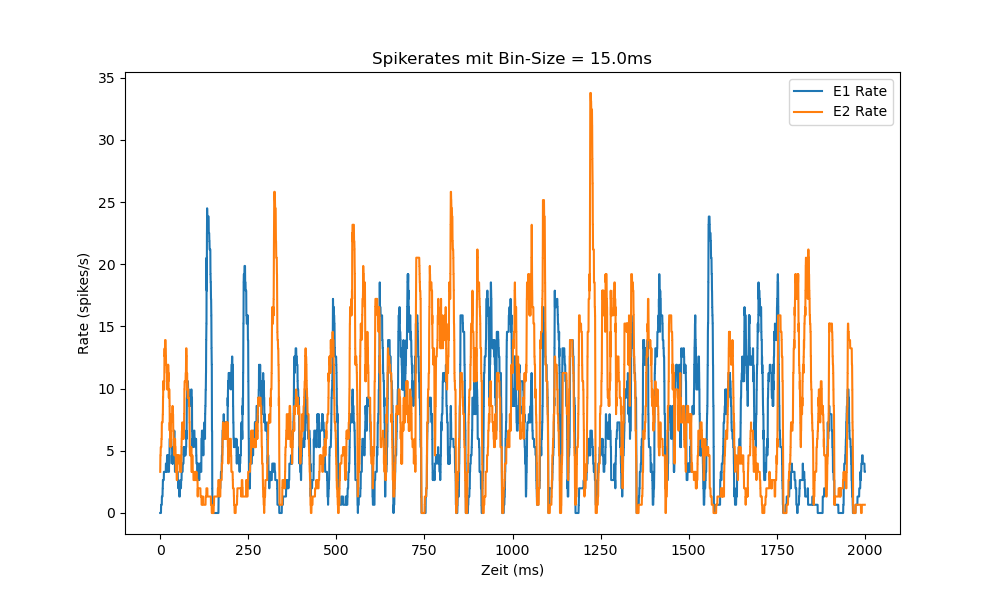 Spikerates mit Bin-Size = 15.0ms
E1 Rate
E2 Rate
35
30
25
20
15
10
5
0
Rate (spikes/s)
0 250 500 750 1000 1250 1500 1750 2000
Zeit (ms)